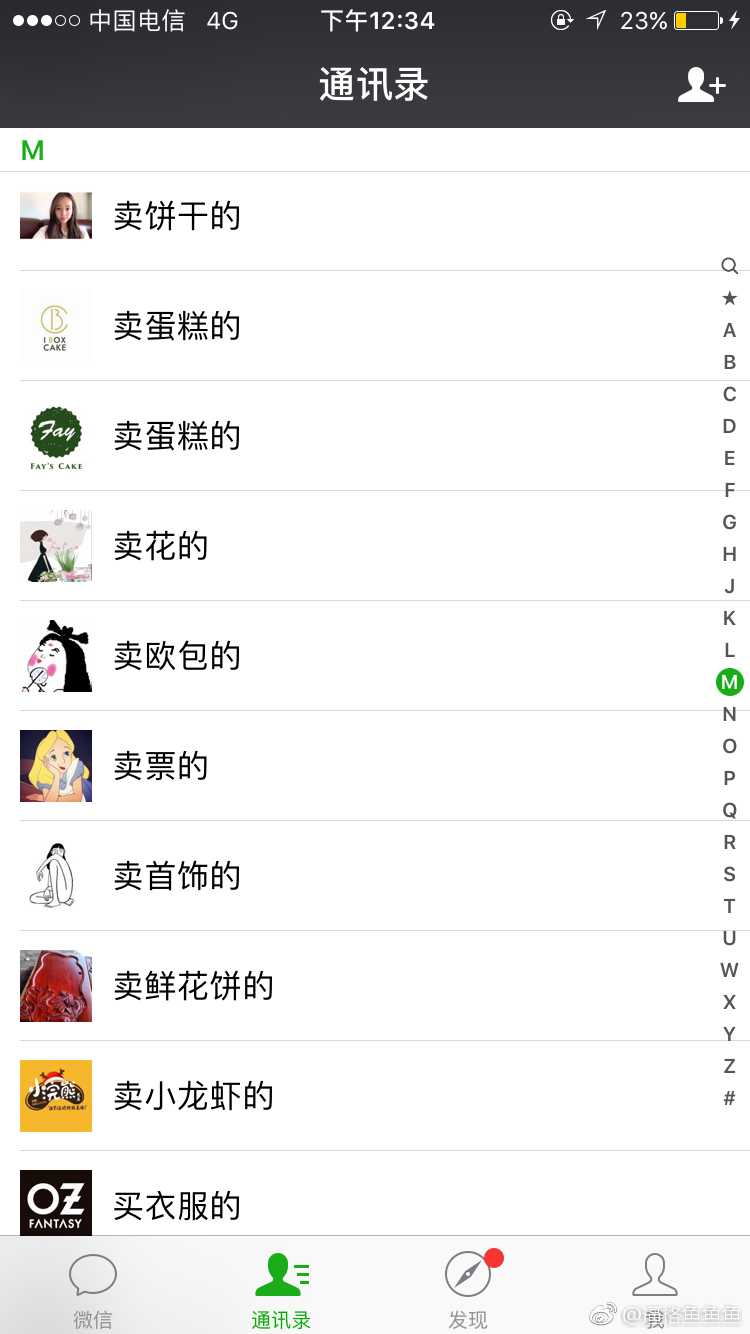 中国电信 4G 下午12:34 23%
通讯录
M
卖饼干的
I BOX
CAKE
卖蛋糕的
Fay
FAY'S CAKE
卖蛋糕的
卖花的
卖欧包的
卖票的
卖首饰的
卖鲜花饼的
小浣熊
卖小龙虾的
OZ
FANTASY
买衣服的
A
B
C
D
E
F
G
H
J
K
L
M
N
O
P
Q
R
S
T
U
W
X
Y
Z
#
微信
通讯录
发现
我